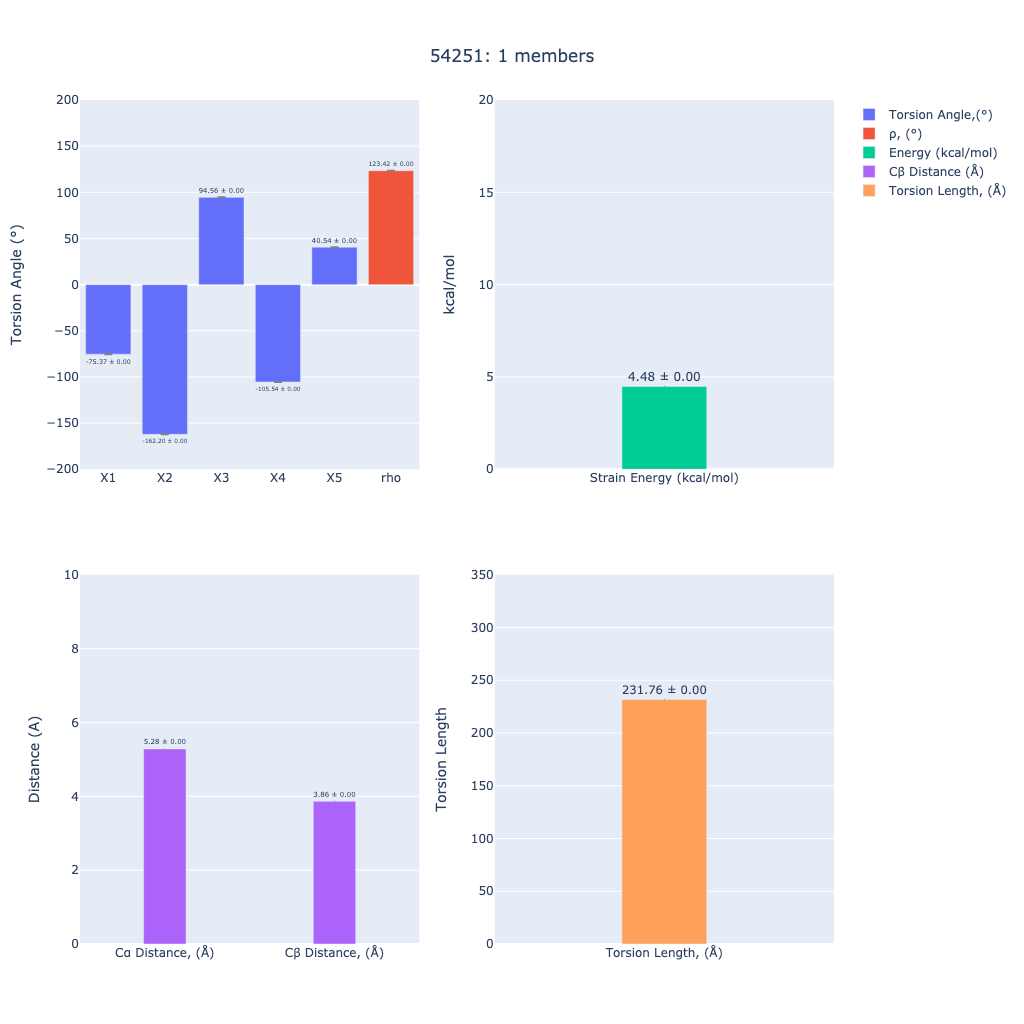 54251: 1 members
Torsion Angle (°)
200
150
100
50
0
−50
−100
−150
−200
-75.37 ± 0.00
-162.20 ± 0.00
94.56 ± 0.00
-105.54 ± 0.00
40.54 ± 0.00
123.42 ± 0.00
X1 X2 X3 X4 X5 rho
kcal/mol
20
15
10
5
0
4.48 ± 0.00
Strain Energy (kcal/mol)
Torsion Angle,(°)
ρ, (°)
Energy (kcal/mol)
Cβ Distance (Å)
Torsion Length, (Å)
Distance (A)
10
8
6
4
2
0
5.28 ± 0.00
3.86 ± 0.00
Cα Distance, (Å) Cβ Distance, (Å)
Torsion Length
350
300
250
200
150
100
50
0
231.76 ± 0.00
Torsion Length, (Å)